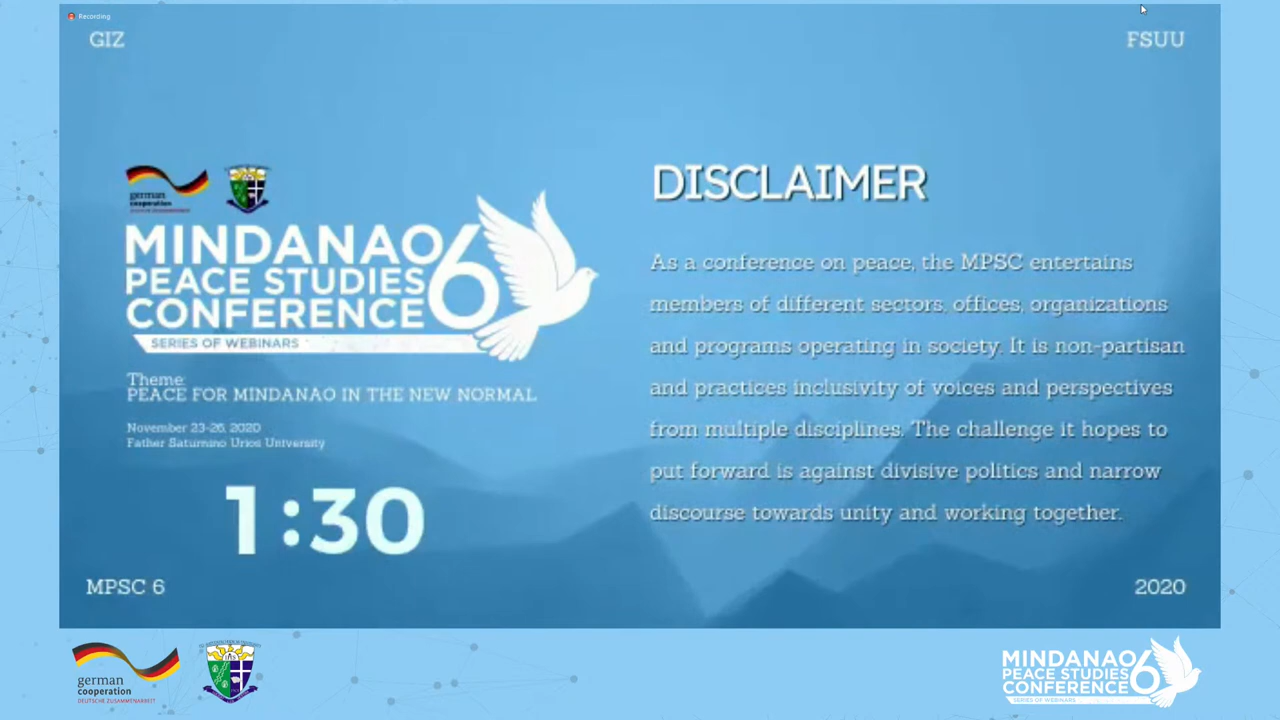 Recording
GIZ
FSUU
german
cooperation
DEUTSCHE ZUSAMMENARBEIT
MINDANAO 6
PEACE STUDIES
CONFERENCE
SERIES OF WEBINARS
Theme:
PEACE FOR MINDANAO IN THE NEW NORMAL
November 23-26, 2020
Father Saturnino Urios University
1:30
DISCLAIMER
As a conference on peace, the MPSC entertains
members of different sectors, offices, organizations
and programs operating in society. It is non-partisan
and practices inclusivity of voices and perspectives
from multiple disciplines. The challenge it hopes to
put forward is against divisive politics and narrow
discourse towards unity and working together.
MPSC 6
2020
german
cooperation
DEUTSCHE ZUSAMMENARBEIT
MINDANAO 6
PEACE STUDIES
CONFERENCE
SERIES OF WEBINARS